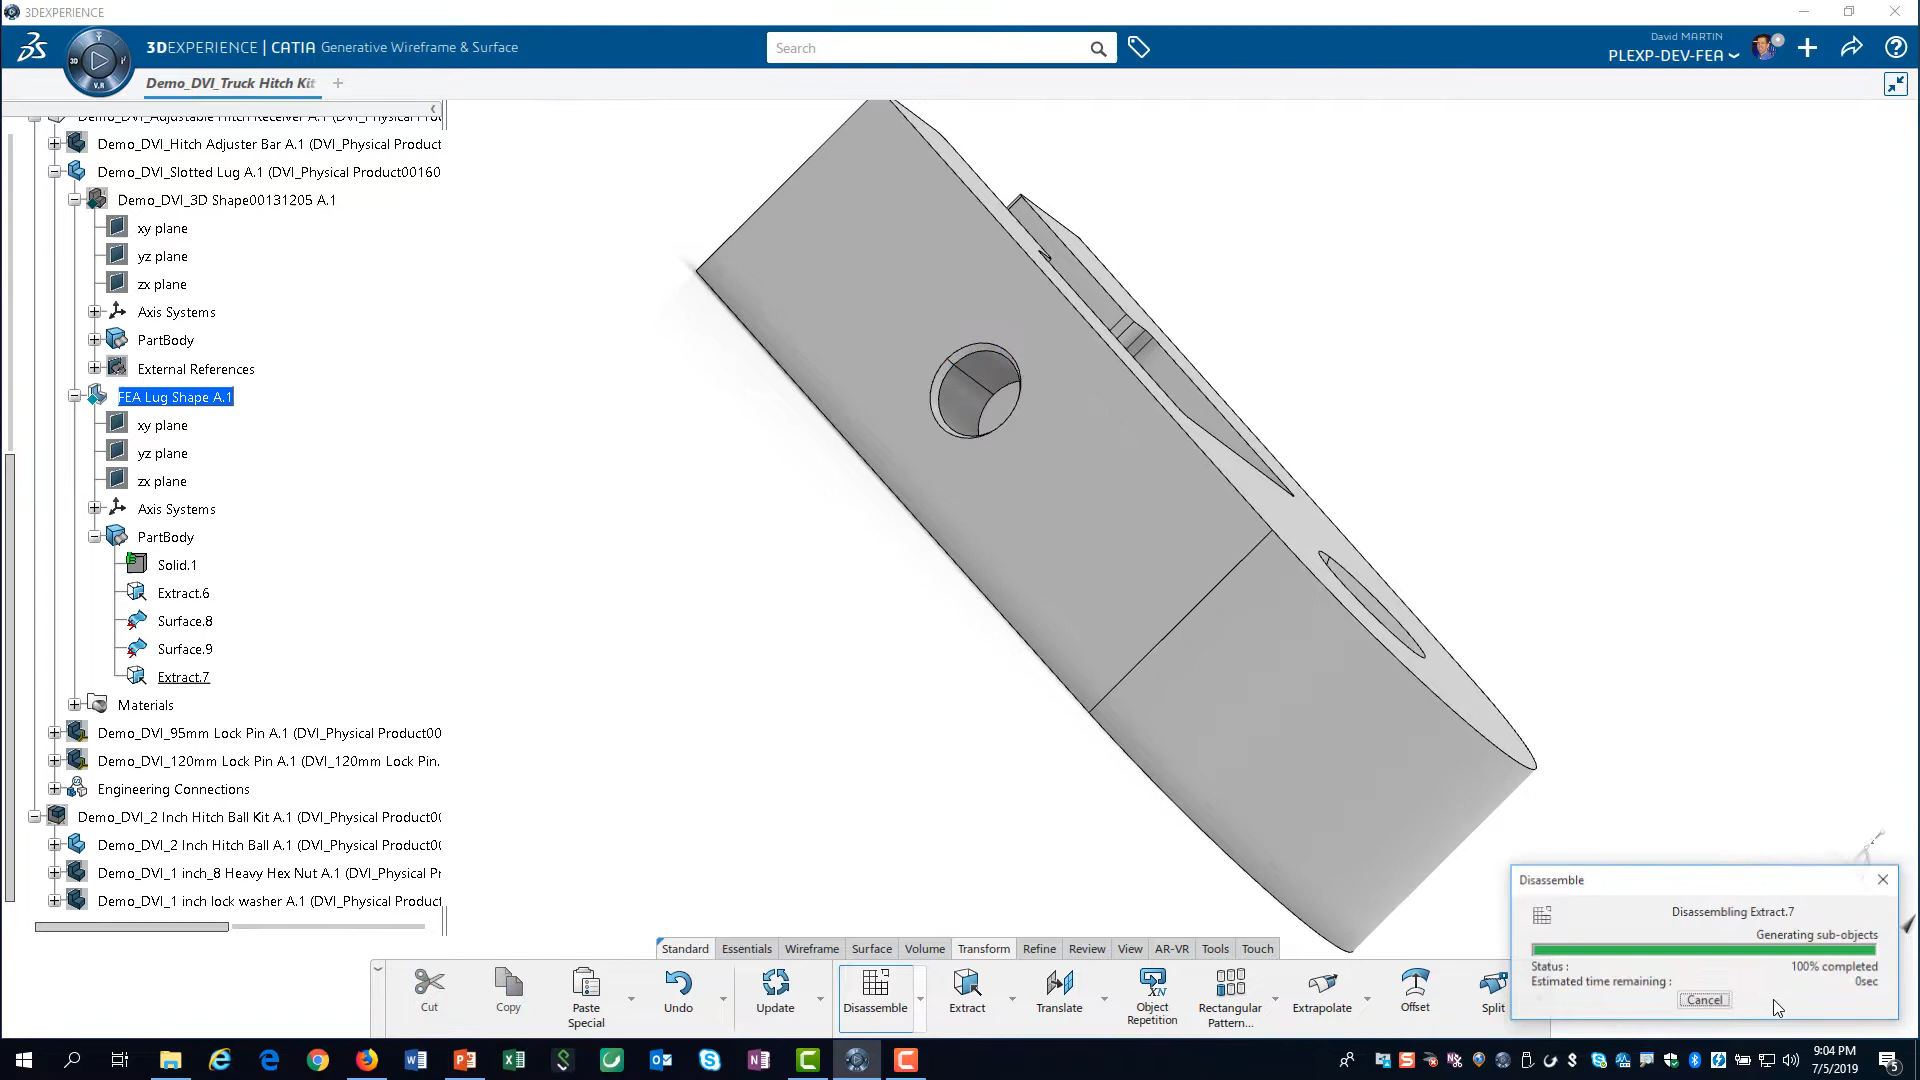 3DEXPERIENCE
3DEXPERIENCE | CATIA Generative Wireframe & Surface
Search
David MARTIN
PLEXP-DEV-FEA
3D
V.R
Demo_DVI_Truck Hitch Kit
Demo_DVI_Adjustable Hitch Receiver A.1 (DVI_Physical Prod
Demo_DVI_Hitch Adjuster Bar A.1 (DVI_Physical Product
Demo_DVI_Slotted Lug A.1 (DVI_Physical Product00160
Demo_DVI_3D Shape00131205 A.1
xy plane
yz plane
zx plane
Axis Systems
PartBody
External References
FEA Lug Shape A.1
xy plane
yz plane
zx plane
Axis Systems
PartBody
Solid.1
Extract.6
Surface.8
Surface.9
Extract.7
Materials
Demo_DVI_95mm Lock Pin A.1 (DVI_Physical Product00
Demo_DVI_120mm Lock Pin A.1 (DVI_120mm Lock Pin.
Engineering Connections
Demo_DVI_2 Inch Hitch Ball Kit A.1 (DVI_Physical Product0(
Demo_DVI_2 Inch Hitch Ball A.1 (DVI_Physical Product0(
Demo_DVI_1 inch_8 Heavy Hex Nut A.1 (DVI_Physical Pr
Demo_DVI_1 inch lock washer A.1 (DVI_Physical Product
Disassemble
Disassembling Extract.7
Generating sub-objects
Status : 100% completed
Estimated time remaining : 0sec
Cancel
Standard Essentials Wireframe Surface Volume Transform Refine Review View AR-VR Tools Touch
Cut Copy Paste Special Undo Update Disassemble Extract Translate Object Repetition Rectangular Pattern... Extrapolate Offset Split
9:04 PM
7/5/2019
5